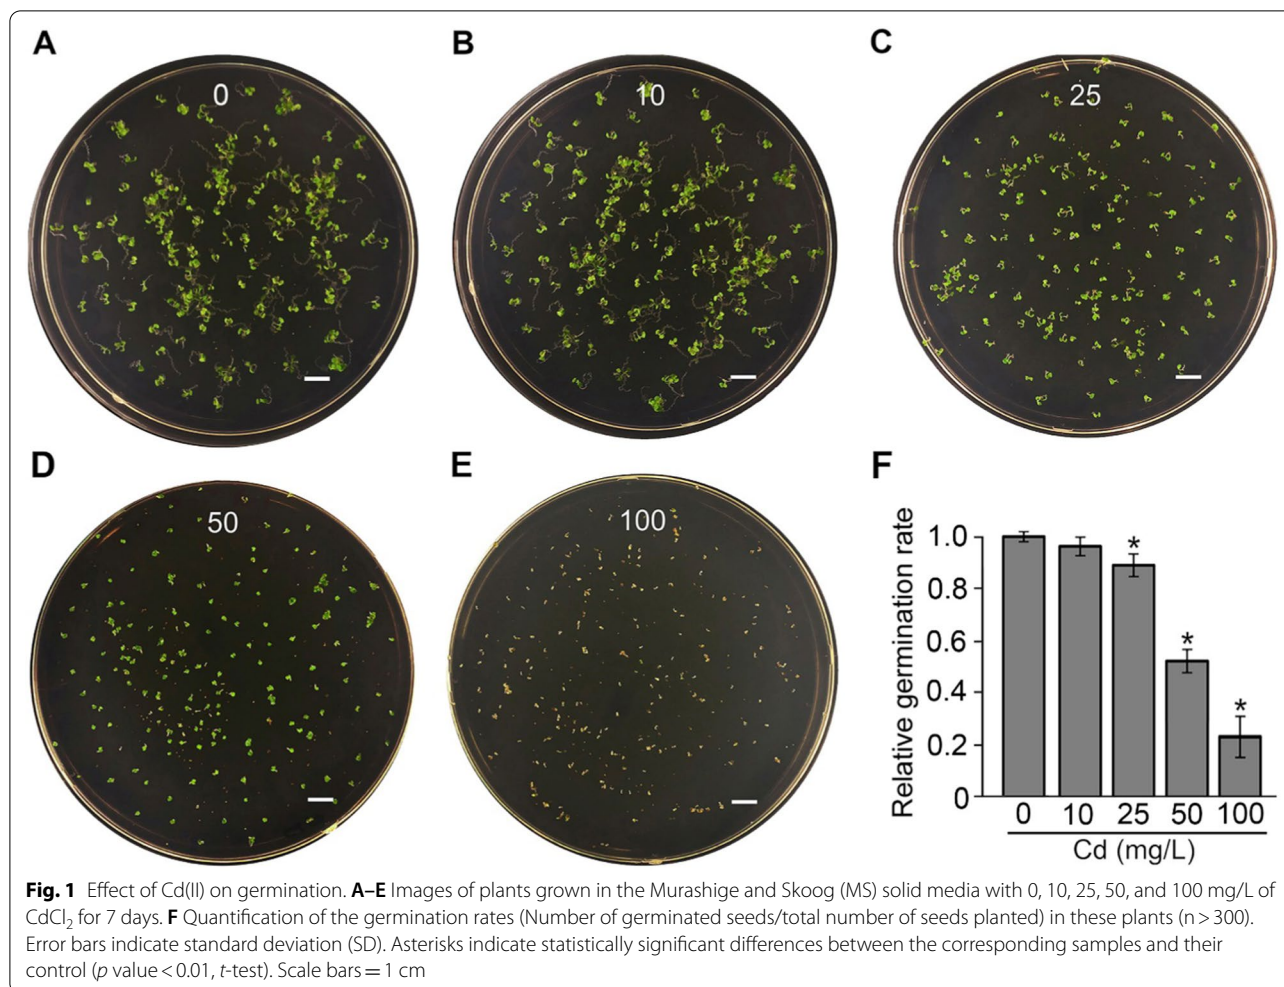 A
B
C
0
10
25
D
E
F
50
100
Relative germination rate
1.0
0.8
0.6
0.4
0.2
0
*
*
*
*
0 10 25 50 100
Cd (mg/L)
Fig. 1 Effect of Cd(II) on germination. A–E Images of plants grown in the Murashige and Skoog (MS) solid media with 0, 10, 25, 50, and 100 mg/L of
CdCl2 for 7 days. F Quantification of the germination rates (Number of germinated seeds/total number of seeds planted) in these plants (n > 300).
Error bars indicate standard deviation (SD). Asterisks indicate statistically significant differences between the corresponding samples and their
control (p value < 0.01, t-test). Scale bars = 1 cm